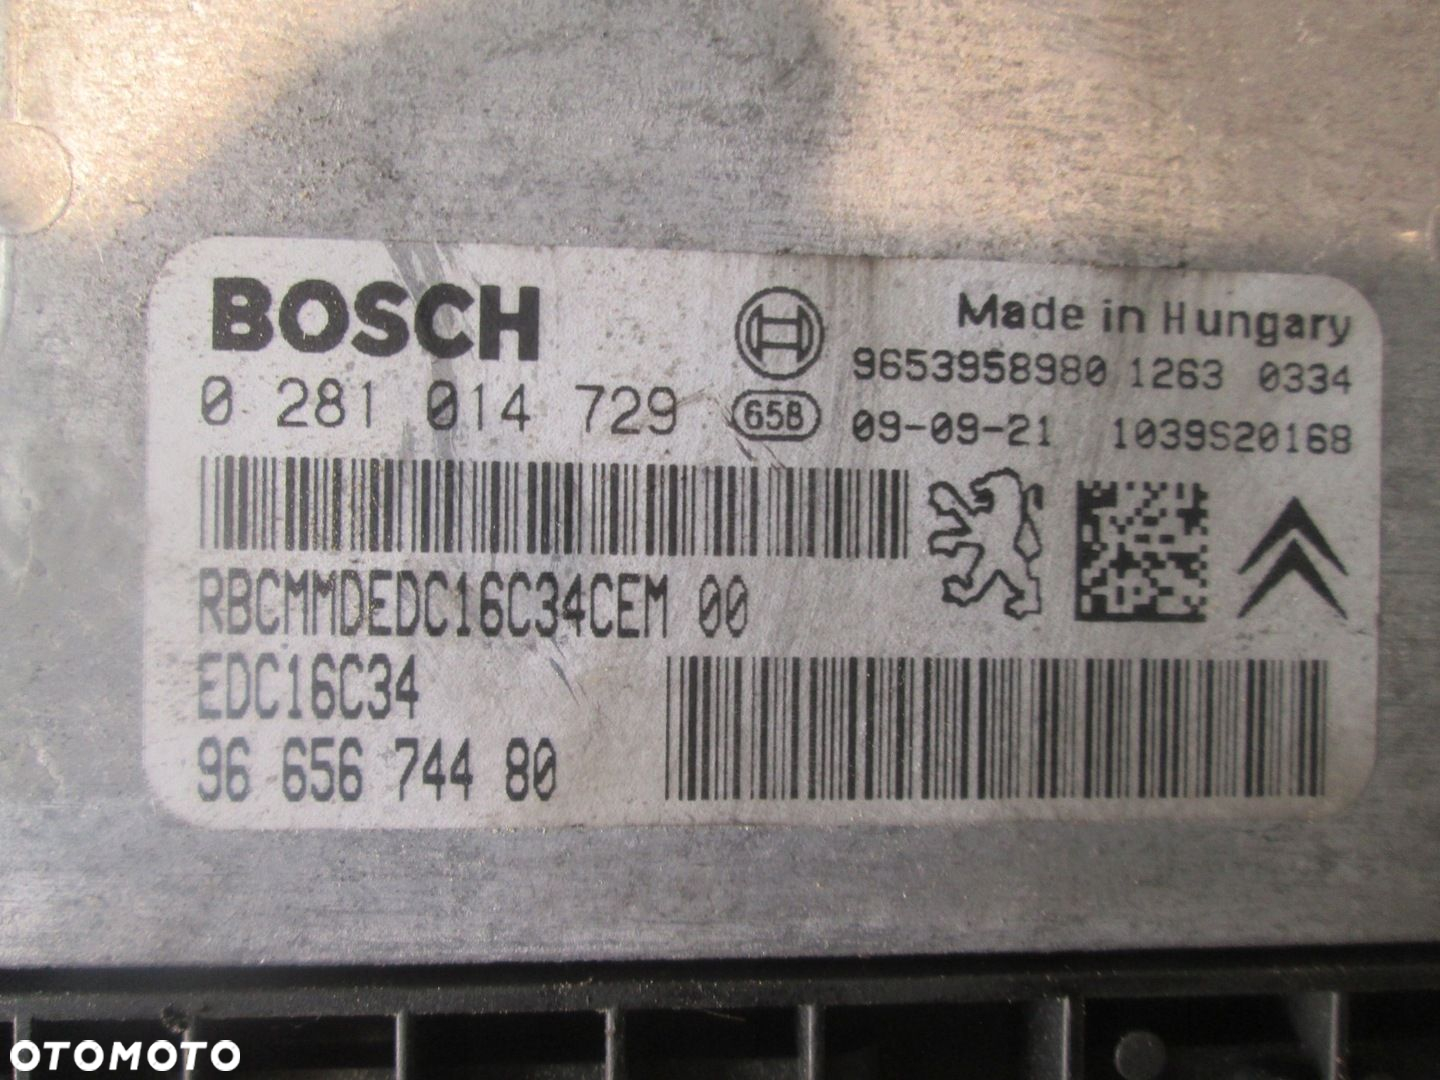 BOSCH
Made in Hungary
9653958980 1263 0334
0 281 014 729
65B
09-09-21 1039S20168
RBCMMDEDC16C34CEM 00
EDC16C34
96 656 744 80
OTOMOTO